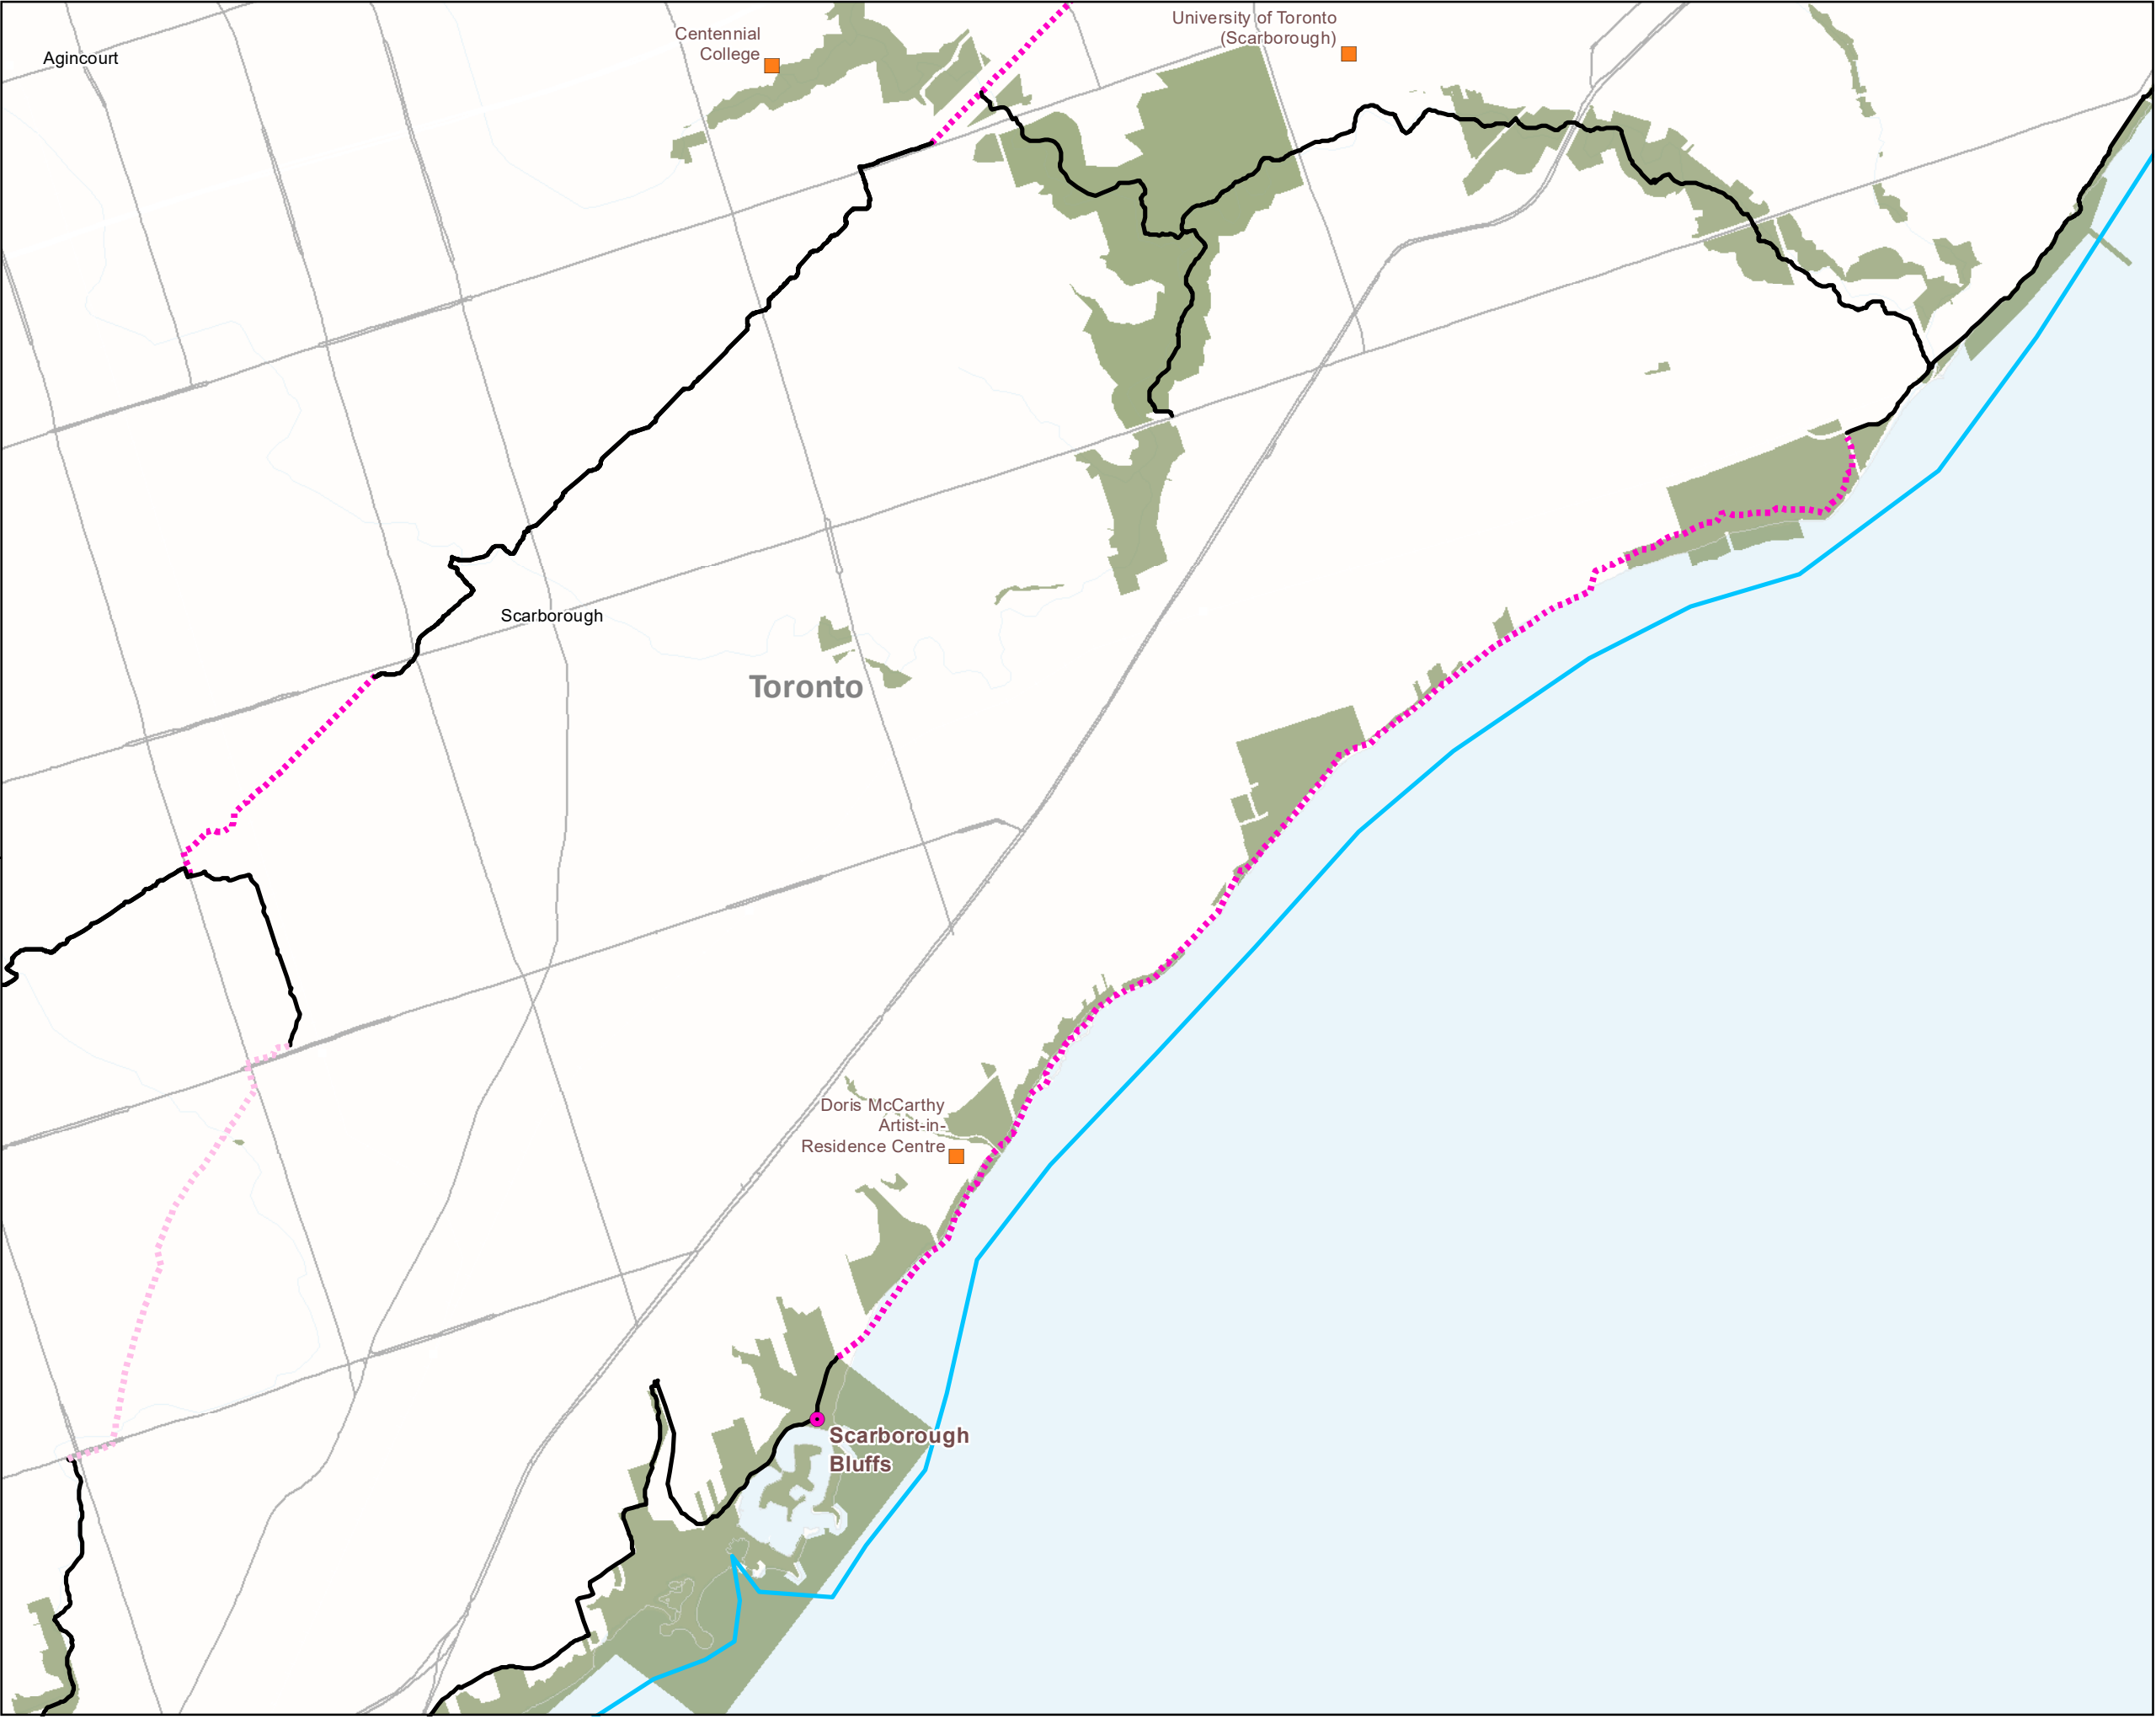 Agincourt
Centennial
College
University of Toronto
(Scarborough)
Scarborough
Toronto
Doris McCarthy
Artist-in-
Residence Centre
Scarborough
Bluffs